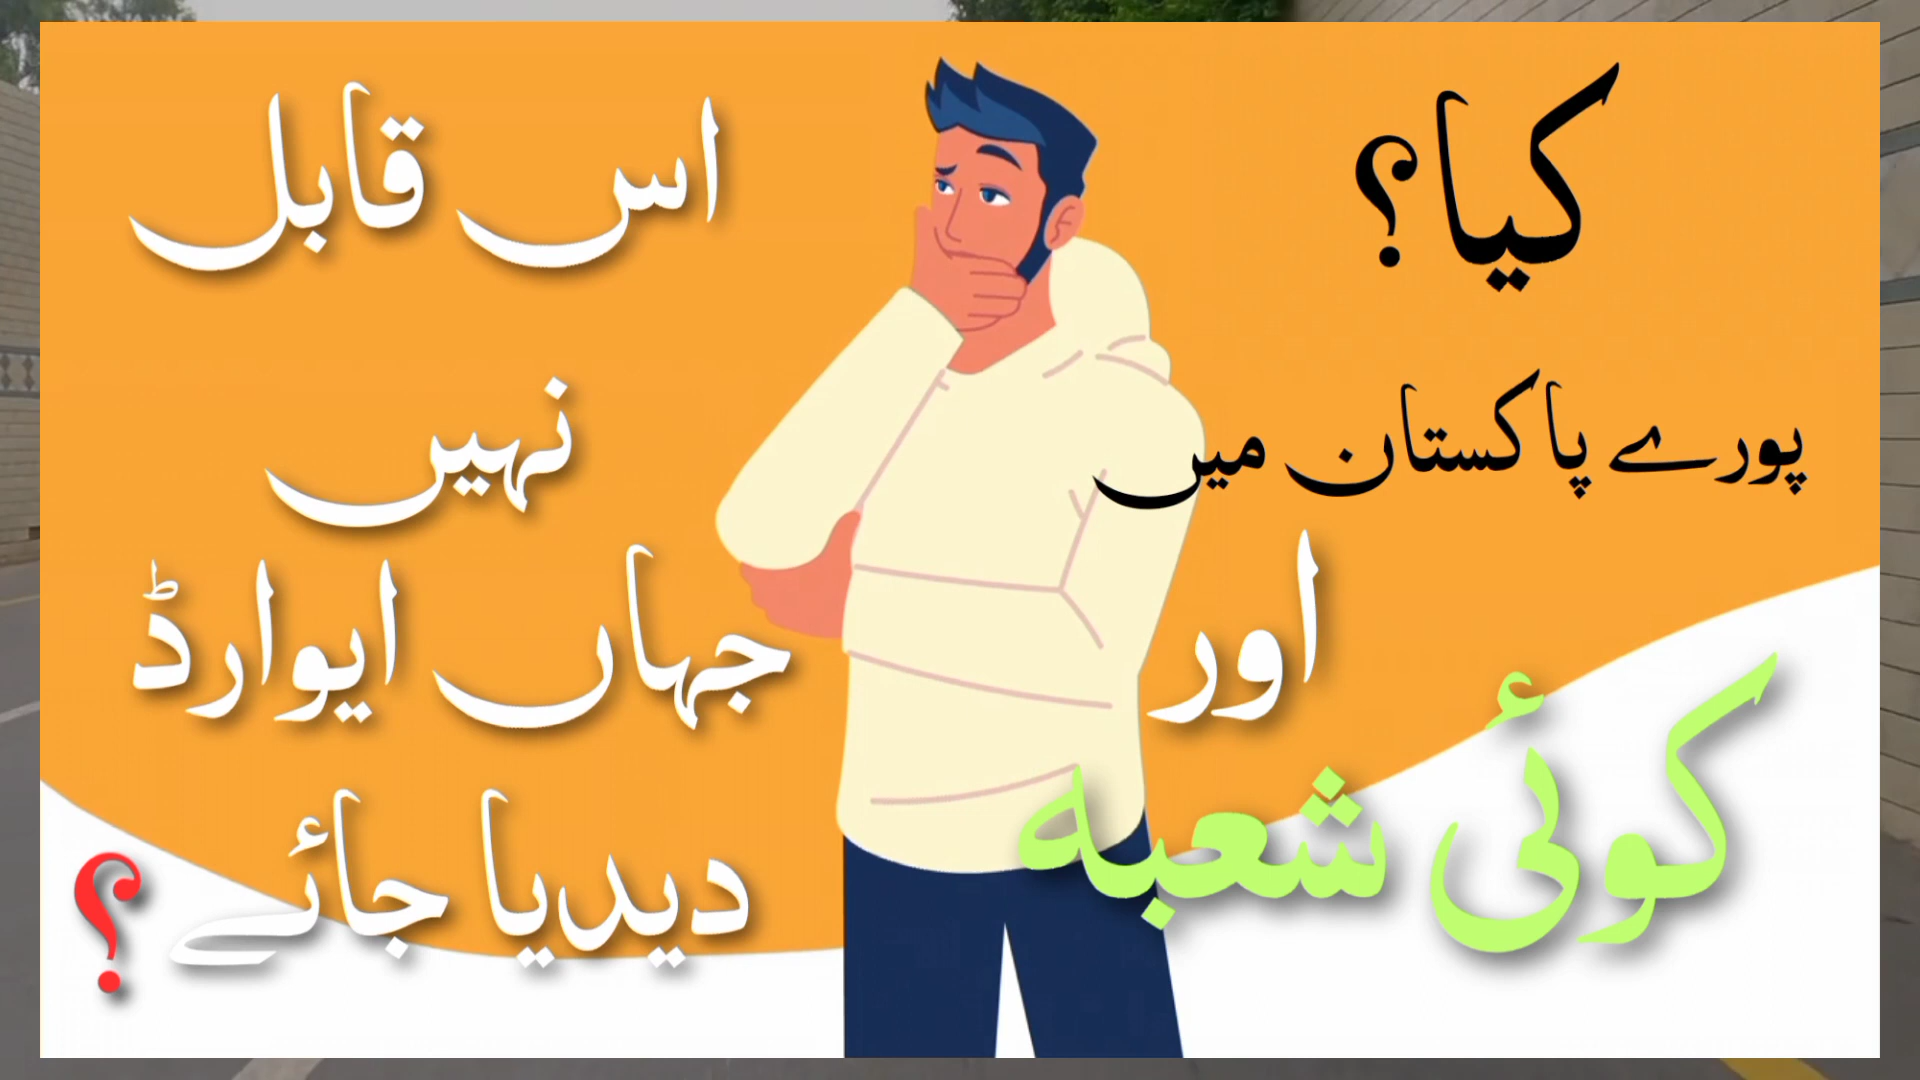 کیا؟
پورے پاکستان میں
اور
کوئی شعبہ
اس قابل
نہیں
جہاں ایوارڈ
دیدیا جائے؟